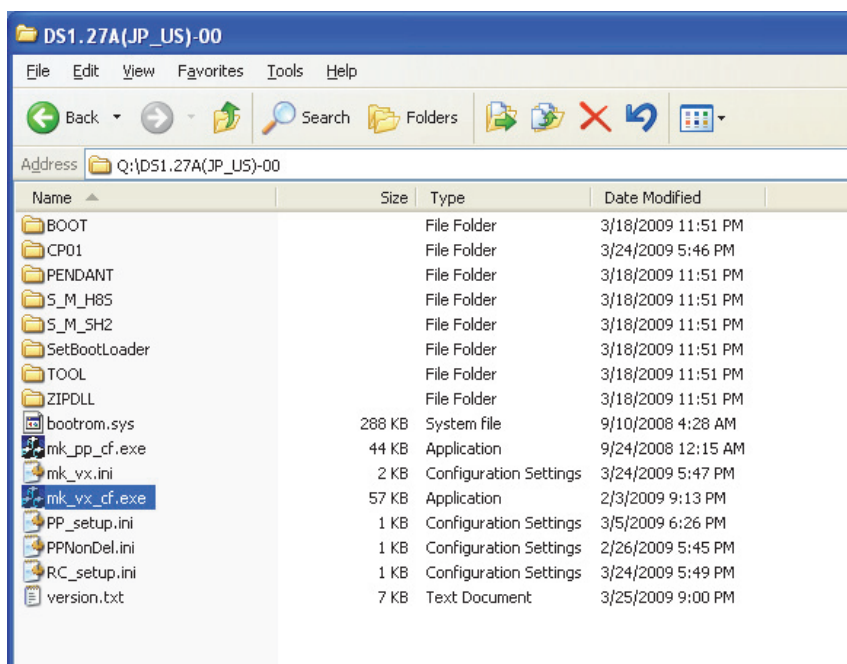 DS1.27A(JP_US)-00
File Edit View Favorites Tools Help
Back Search Folders
Address Q:\DS1.27A(JP_US)-00
Name Size Type Date Modified
BOOT File Folder 3/18/2009 11:51 PM
CP01 File Folder 3/24/2009 5:46 PM
PENDANT File Folder 3/18/2009 11:51 PM
S_M_H8S File Folder 3/18/2009 11:51 PM
S_M_SH2 File Folder 3/18/2009 11:51 PM
SetBootLoader File Folder 3/18/2009 11:51 PM
TOOL File Folder 3/18/2009 11:51 PM
ZIPDLL File Folder 3/18/2009 11:51 PM
bootrom.sys 288 KB System file 9/10/2008 4:28 AM
mk_pp_cf.exe 44 KB Application 9/24/2008 12:15 AM
mk_vx.ini 2 KB Configuration Settings 3/24/2009 5:47 PM
mk_vx_cf.exe 57 KB Application 2/3/2009 9:13 PM
PP_setup.ini 1 KB Configuration Settings 3/5/2009 6:26 PM
PPNonDel.ini 1 KB Configuration Settings 2/26/2009 5:45 PM
RC_setup.ini 1 KB Configuration Settings 3/24/2009 5:49 PM
version.txt 7 KB Text Document 3/25/2009 9:00 PM